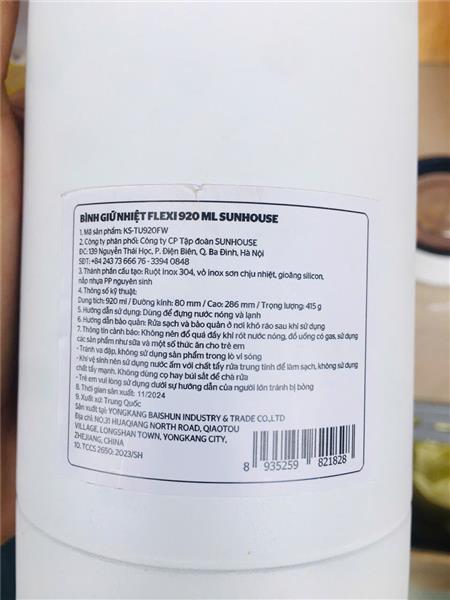 BÌNH GIỮ NHIỆT FLEXI 920 ML SUNHOUSE
1. Mã sản phẩm: KS-TU920FW
2. Công ty phân phối: Công ty CP Tập đoàn SUNHOUSE
ĐC: 139 Nguyễn Thái Học, P. Điện Biên, Q. Ba Đình, Hà Nội
SĐT: +84 243 73 666 76 - 3394 0848
3. Thành phần cấu tạo: Ruột inox 304, vỏ inox sơn chịu nhiệt, gioăng silicon,
nắp nhựa PP nguyên sinh
4. Thông số kỹ thuật:
Dung tích: 920 ml / Đường kính: 80 mm / Cao: 286 mm / Trọng lượng: 415 g
5. Hướng dẫn sử dụng: Dùng để đựng nước nóng và lạnh
6. Hướng dẫn bảo quản: Rửa sạch và bảo quản ở nơi khô ráo sau khi sử dụng
7. Thông tin cảnh báo: Không nên đổ quá đầy khi rót nước nóng, đồ uống có gas, sử dụng
các sản phẩm như sữa và một số thức ăn cho trẻ em
- Tránh va đập, không sử dụng sản phẩm trong lò vi sóng
- Khi vệ sinh nên sử dụng nước ấm với chất tẩy rửa trung tính để làm sạch, không sử dụng
chất tẩy mạnh. Không dùng cọ hay búi sắt để chà rửa
- Trẻ em vui lòng sử dụng dưới sự hướng dẫn của người lớn tránh bị bỏng
8. Thời gian sản xuất: 11/2024
9. Xuất xứ: Trung Quốc
Sản xuất tại: YONGKANG BAISHUN INDUSTRY & TRADE CO.,LTD
Địa chỉ: NO.31 HUAQIANG NORTH ROAD, QIAOTOU
VILLAGE, LONGSHAN TOWN, YONGKANG CITY,
ZHEJIANG, CHINA
10. TCCS 2650: 2023/SH
8 935259 821828